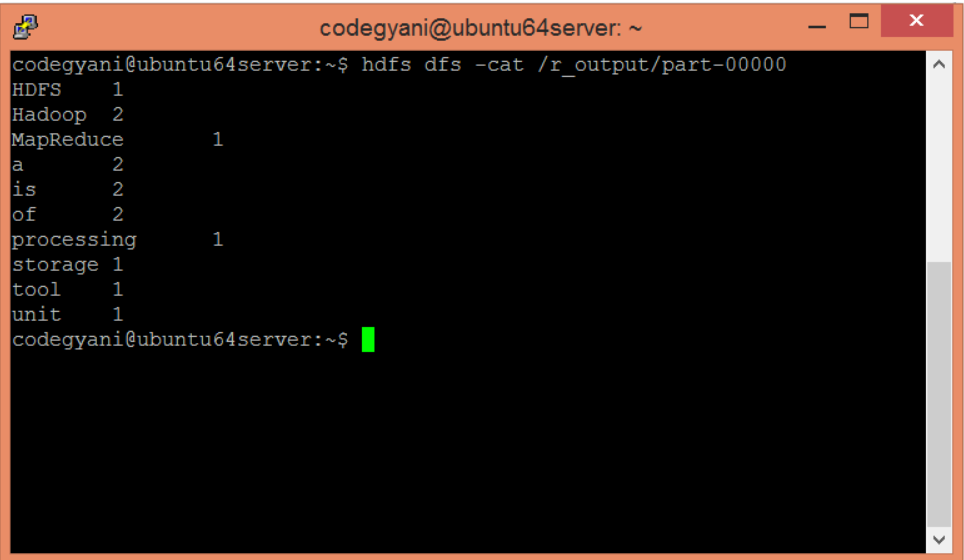 codegyani@ubuntu64server: ~
codegyani@ubuntu64server:~$ hdfs dfs -cat /r_output/part-00000
HDFS    1
Hadoop  2
MapReduce       1
a       2
is      2
of      2
processing      1
storage 1
tool    1
unit    1
codegyani@ubuntu64server:~$